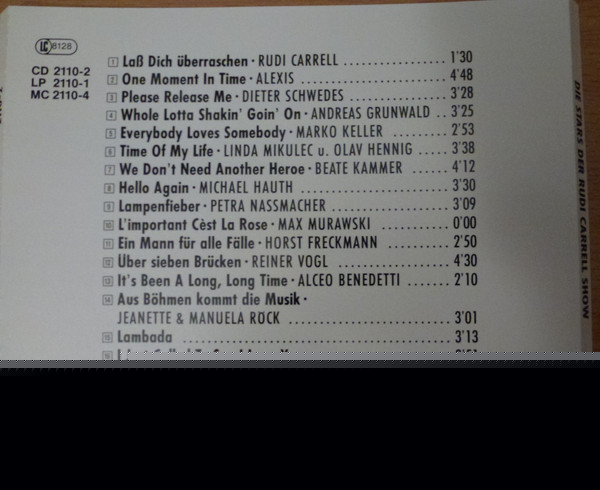 LC 8128
CD 2110-2
LP 2110-1
MC 2110-4
1 Laß Dich überraschen · RUDI CARRELL .................. 1'30
2 One Moment In Time · ALEXIS .......................... 4'48
3 Please Release Me · DIETER SCHWEDES ................. 3'28
4 Whole Lotta Shakin' Goin' On · ANDREAS GRUNWALD .. 3'25
5 Everybody Loves Somebody · MARKO KELLER ......... 2'53
6 Time Of My Life · LINDA MIKULEC u. OLAV HENNIG ..... 3'38
7 We Don't Need Another Heroe · BEATE KAMMER ...... 4'12
8 Hello Again · MICHAEL HAUTH .......................... 3'30
9 Lampenfieber · PETRA NASSMACHER .................... 3'09
10 L'important Cèst La Rose · MAX MURAWSKI ............ 0'00
11 Ein Mann für alle Fälle · HORST FRECKMANN .......... 2'50
12 Über sieben Brücken · REINER VOGL .................... 4'30
13 It's Been A Long, Long Time · ALCEO BENEDETTI ....... 2'10
14 Aus Böhmen kommt die Musik ·
JEANETTE & MANUELA RÖCK ............................ 3'01
15 Lambada ............................................... 3'13
DIE STARS DER RUDI CARRELL SHOW